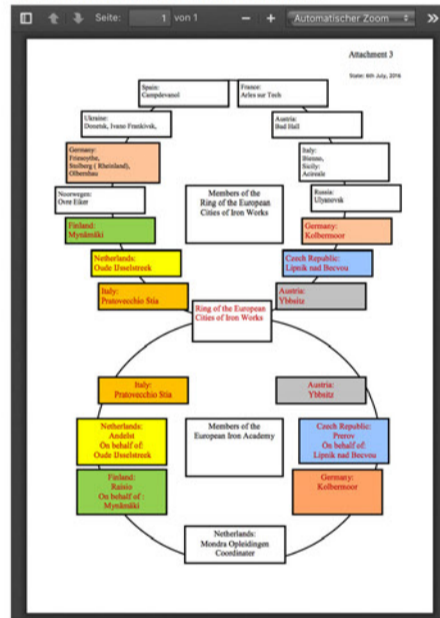 Seite:
1
von 1
Automatischer Zoom
Attachment 3
State: 6th July, 2016
Spain:
Campdevanol
France:
Arles sur Tech
Ukraine:
Donetsk, Ivano Frankivsk,
Austria:
Bad Hall
Germany:
Friesoythe,
Stolberg ( Rheinland),
Olbernhau
Italy:
Bienno,
Sicily:
Acireale
Noorwegen:
Ovre Eiker
Members of the
Ring of the European
Cities of Iron Works
Russia:
Ulyanovsk
Finland:
Mynämäki
Germany:
Kolbermoor
Netherlands:
Oude IJsselstreek
Czech Republic:
Lipnik nad Becvou
Italy:
Pratovecchio Stia
Austria:
Ybbsitz
Ring of the European
Cities of Iron Works
Italy:
Pratovecchio Stia
Austria:
Ybbsitz
Netherlands:
Andelst
On behalf of:
Oude IJsselstreek
Members of the
European Iron Academy
Czech Republic:
Prerov
On behalf of:
Lipnik nad Becvou
Finland:
Raisio
On behalf of :
Mynämäki
Germany:
Kolbermoor
Netherlands:
Mondra Opleidingen
Coordinater